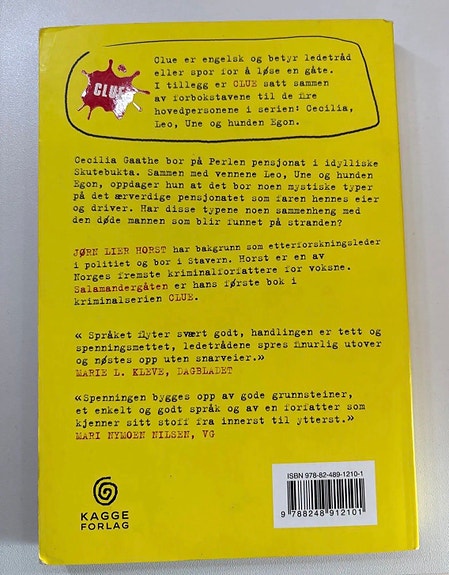 CLUE
Clue er engelsk og betyr ledetråd
eller spor for å løse en gåte.
I tillegg er CLUE satt sammen
av forbokstavene til de fire
hovedpersonene i serien: Cecilia,
Leo, Une og hunden Egon.
Cecilia Gaathe bor på Perlen pensjonat i idylliske
Skutebukta. Sammen med vennene Leo, Une og hunden
Egon, oppdager hun at det bor noen mystiske typer
på det ærverdige pensjonatet som faren hennes eier
og driver. Har disse typene noen sammenheng med
den døde mannen som blir funnet på stranden?
JØRN LIER HORST har bakgrunn som etterforskningsleder
i politiet og bor i Stavern. Horst er en av
Norges fremste kriminalforfattere for voksne.
Salamandergåten er hans første bok i
kriminalserien CLUE.
« Språket flyter svært godt, handlingen er tett og
spenningsmettet, ledetrådene spres finurlig utover
og nøstes opp uten snarveier.»
MARIE L. KLEVE, DAGBLADET
«Spenningen bygges opp av gode grunnsteiner,
et enkelt og godt språk og av en forfatter som
kjenner sitt stoff fra innerst til ytterst.»
MARI NYMOEN NILSEN, VG
ISBN 978-82-489-1210-1
9 788248 912101
KAGGE
FORLAG